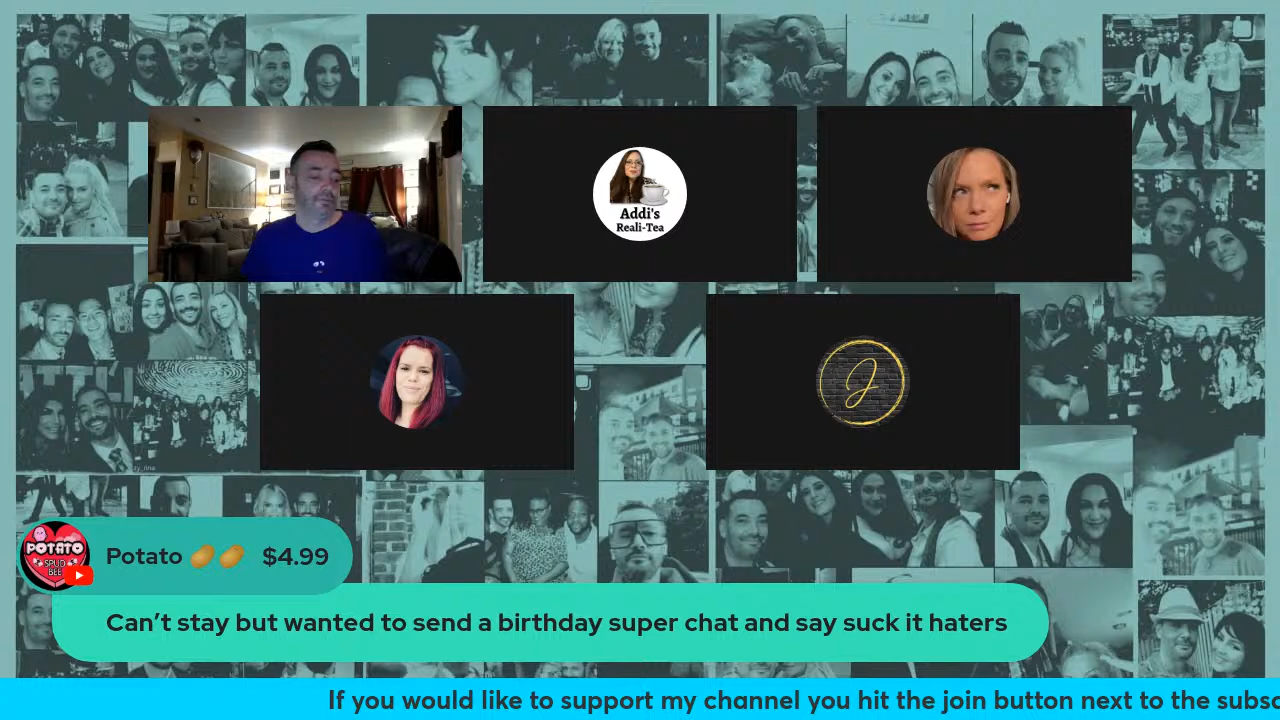 Addi's
Reali-Tea
J
POTATO
SPUD
BEE
Potato 🥔🥔 $4.99
Can't stay but wanted to send a birthday super chat and say suck it haters
If you would like to support my channel you hit the join button next to the subsc